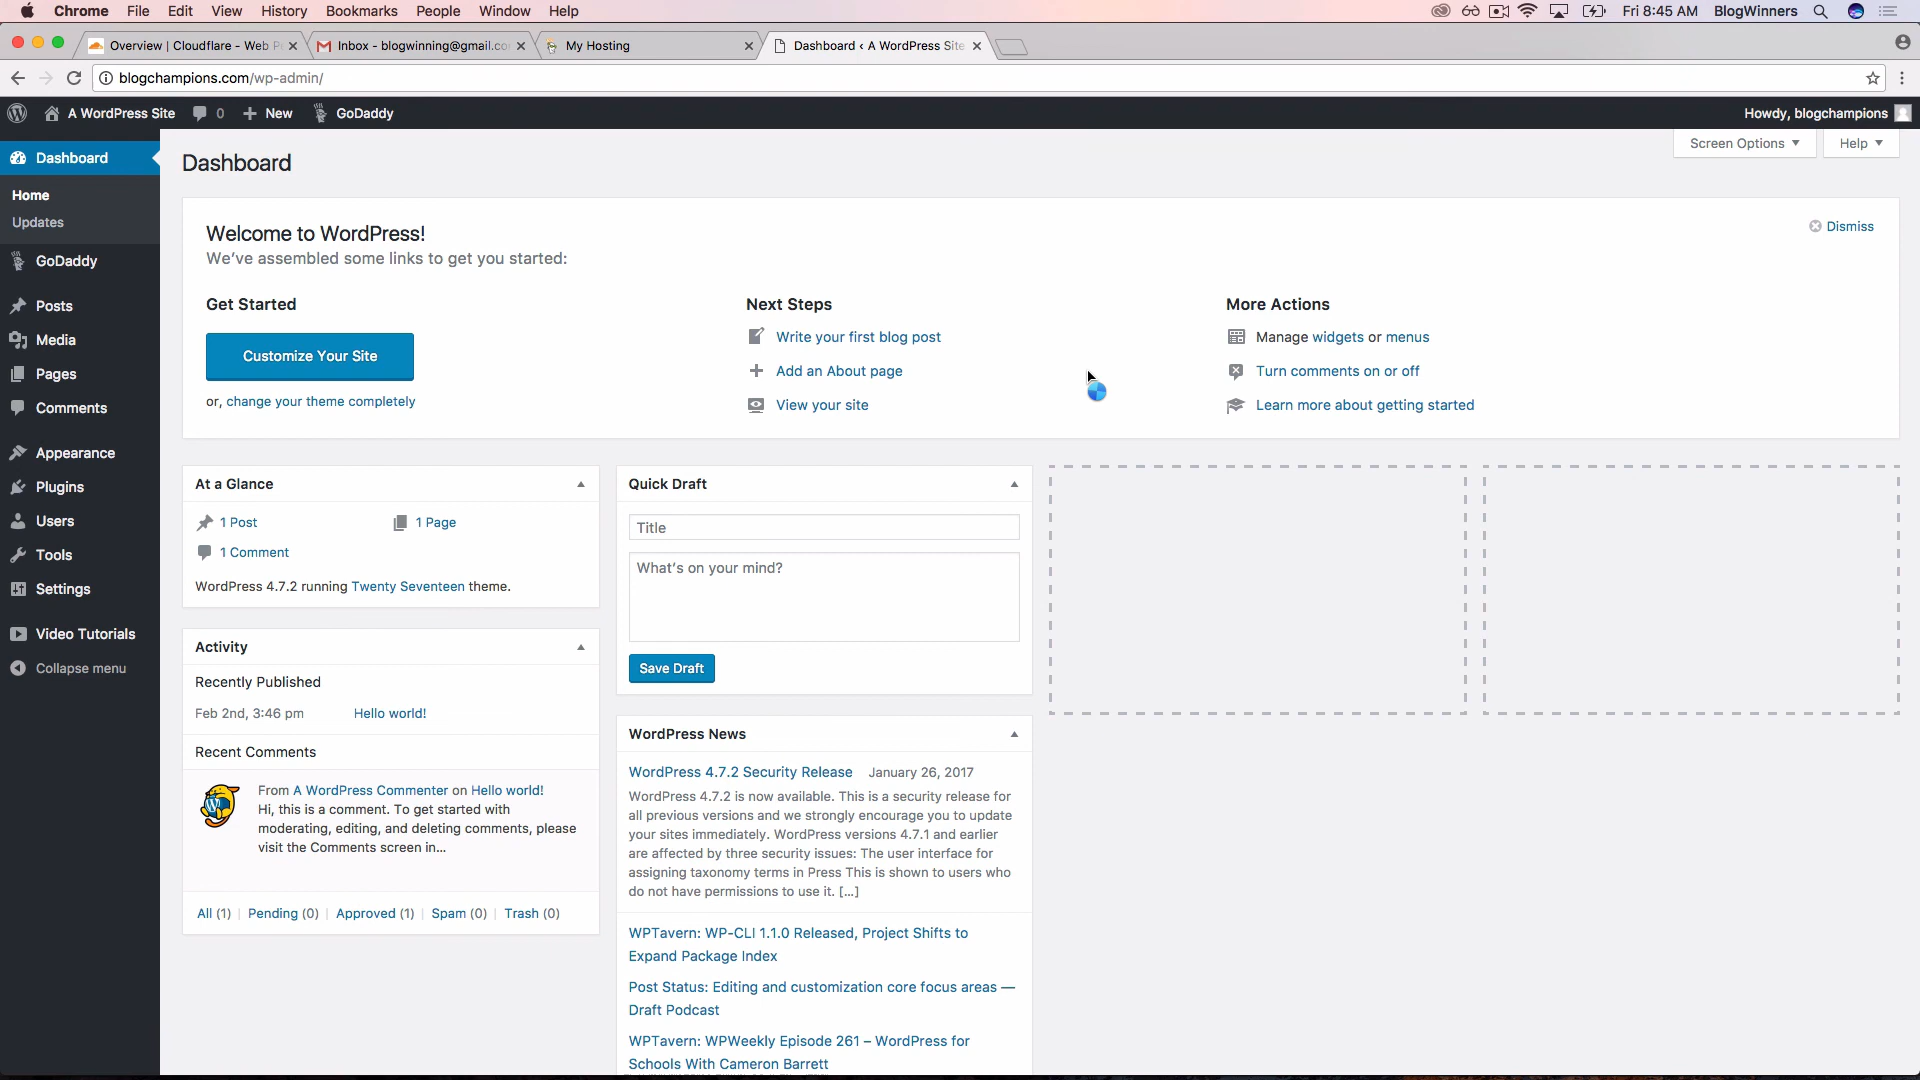 Chrome File Edit View History Bookmarks People Window Help Fri 8:45 AM BlogWinners
Overview | Cloudflare - Web P Inbox - blogwinning@gmail.co My Hosting Dashboard ‹ A WordPress Site
blogchampions.com/wp-admin/
A WordPress Site 0 New GoDaddy Howdy, blogchampions
Screen Options Help
Dashboard
Home
Updates
GoDaddy
Posts
Media
Pages
Comments
Appearance
Plugins
Users
Tools
Settings
Video Tutorials
Collapse menu
Dashboard
Welcome to WordPress!
Dismiss
We've assembled some links to get you started:
Get Started
Customize Your Site
or, change your theme completely
Next Steps
Write your first blog post
Add an About page
View your site
More Actions
Manage widgets or menus
Turn comments on or off
Learn more about getting started
At a Glance
1 Post 1 Page
1 Comment
WordPress 4.7.2 running Twenty Seventeen theme.
Activity
Recently Published
Feb 2nd, 3:46 pm Hello world!
Recent Comments
From A WordPress Commenter on Hello world!
Hi, this is a comment. To get started with
moderating, editing, and deleting comments, please
visit the Comments screen in...
All (1) | Pending (0) | Approved (1) | Spam (0) | Trash (0)
Quick Draft
Title
What's on your mind?
Save Draft
WordPress News
WordPress 4.7.2 Security Release January 26, 2017
WordPress 4.7.2 is now available. This is a security release for
all previous versions and we strongly encourage you to update
your sites immediately. WordPress versions 4.7.1 and earlier
are affected by three security issues: The user interface for
assigning taxonomy terms in Press This is shown to users who
do not have permissions to use it. [...]
WPTavern: WP-CLI 1.1.0 Released, Project Shifts to
Expand Package Index
Post Status: Editing and customization core focus areas —
Draft Podcast
WPTavern: WPWeekly Episode 261 – WordPress for
Schools With Cameron Barrett